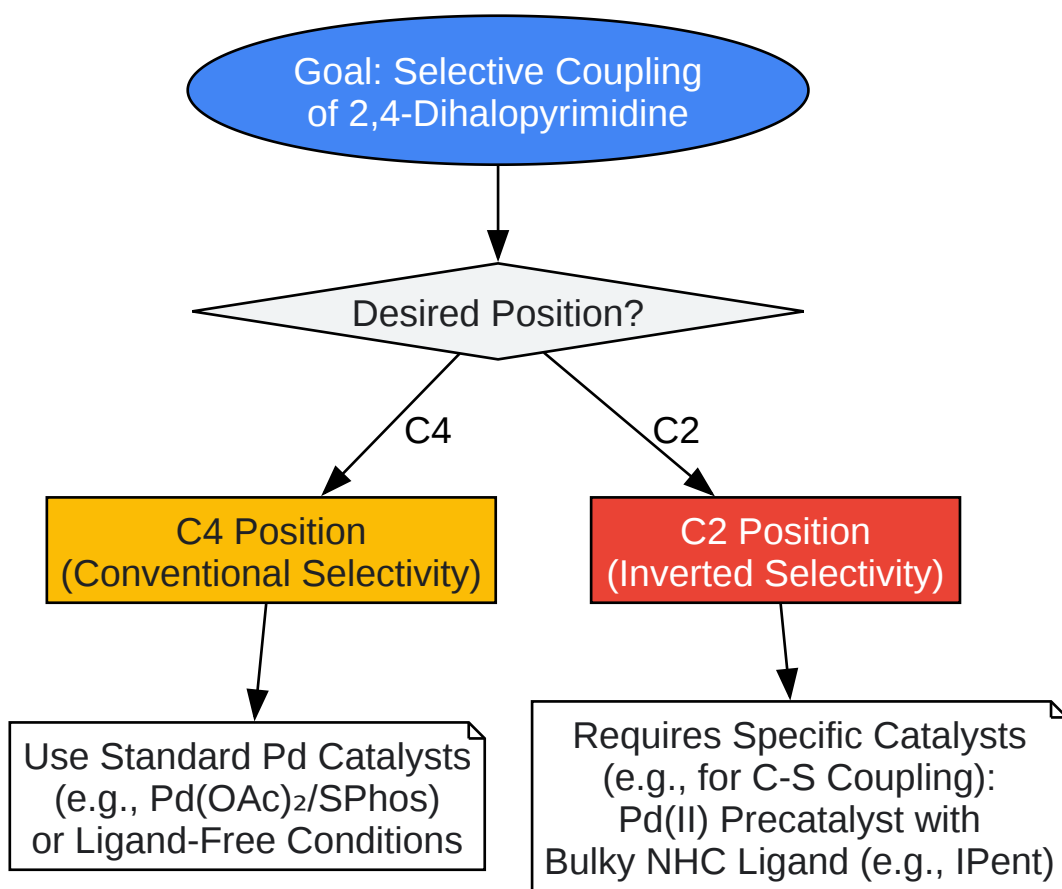 Goal: Selective Coupling
of 2,4-Dihalopyrimidine
Desired Position?
C4
C2
C4 Position
(Conventional Selectivity)
C2 Position
(Inverted Selectivity)
Use Standard Pd Catalysts
(e.g., Pd(OAc)₂/SPhos)
or Ligand-Free Conditions
Requires Specific Catalysts
(e.g., for C-S Coupling):
Pd(II) Precatalyst with
Bulky NHC Ligand (e.g., IPent)